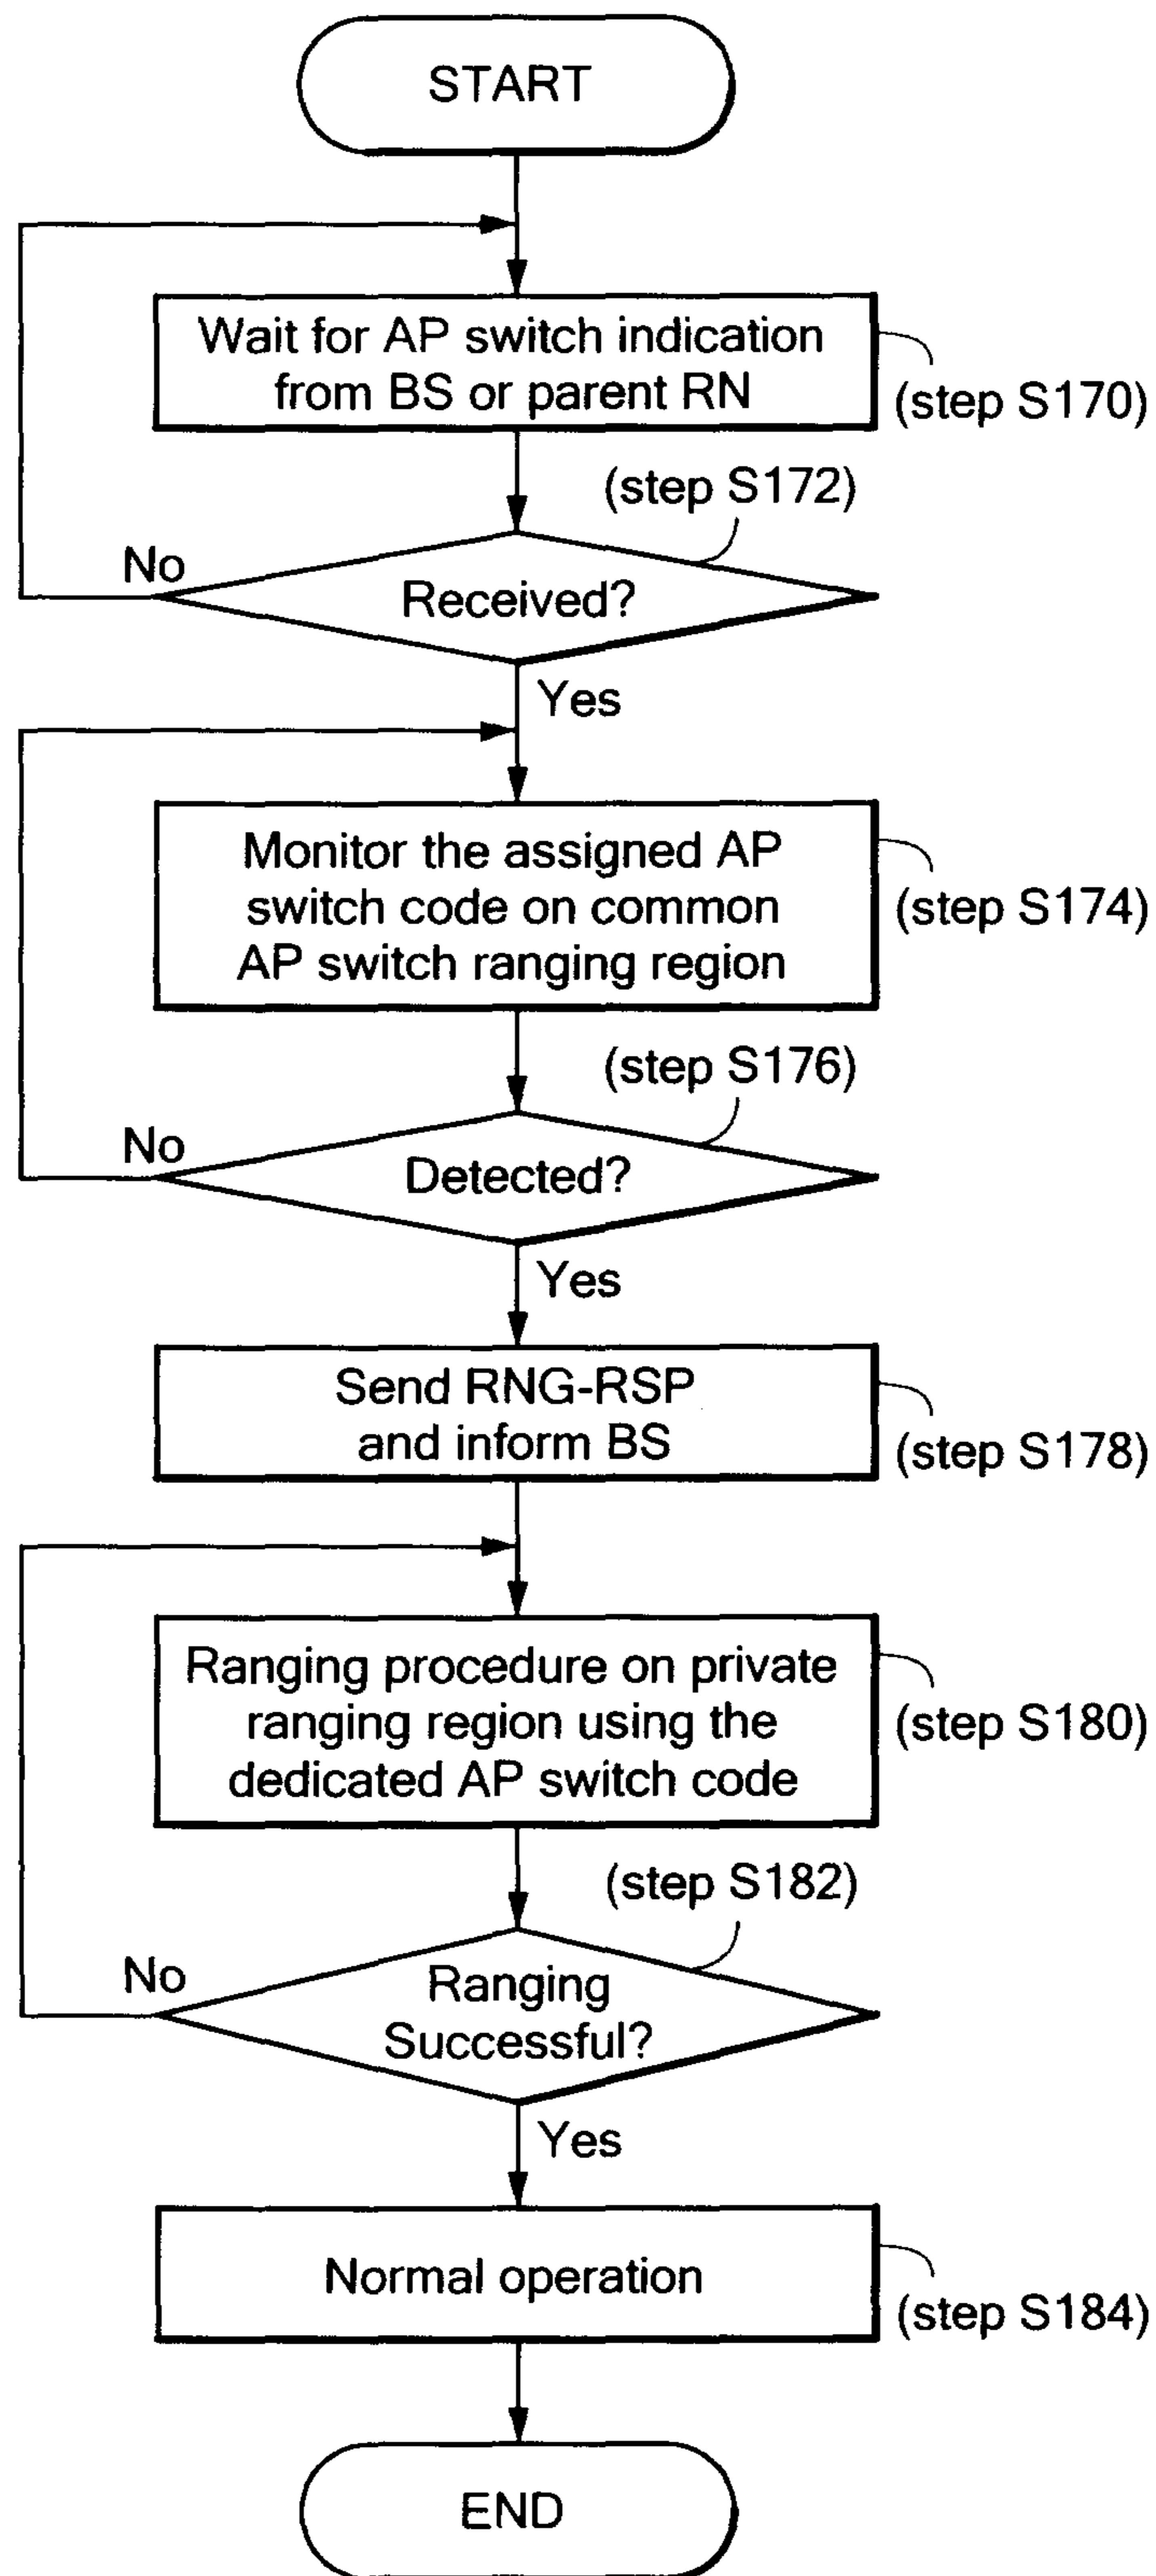 START
Wait for AP switch indication
from BS or parent RN
(step S170)
(step S172)
No
Received?
Yes
Monitor the assigned AP
switch code on common
AP switch ranging region
(step S174)
(step S176)
No
Detected?
Yes
Send RNG-RSP
and inform BS
(step S178)
Ranging procedure on private
ranging region using the
dedicated AP switch code
(step S180)
(step S182)
No
Ranging
Successful?
Yes
Normal operation
(step S184)
END